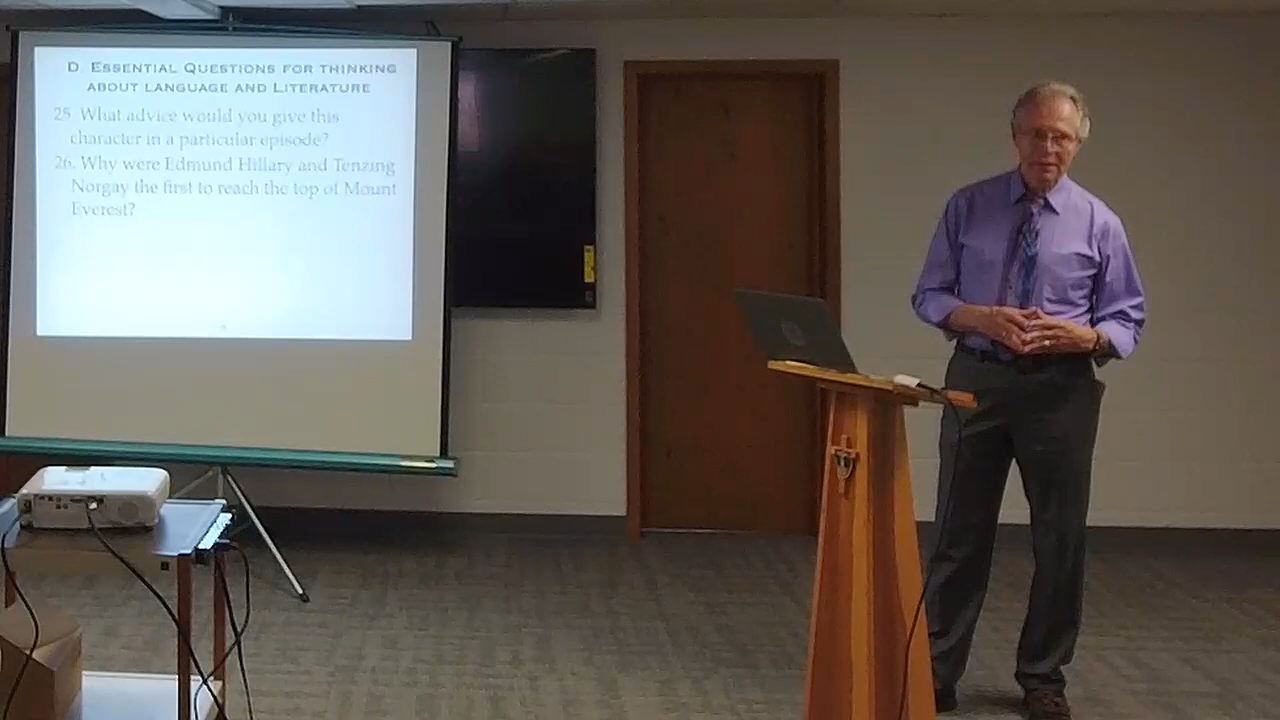 D  ESSENTIAL QUESTIONS FOR THINKING
ABOUT LANGUAGE AND LITERATURE
25  What advice would you give this
character in a particular episode?
26. Why were Edmund Hillary and Tenzing
Norgay the first to reach the top of Mount
Everest?